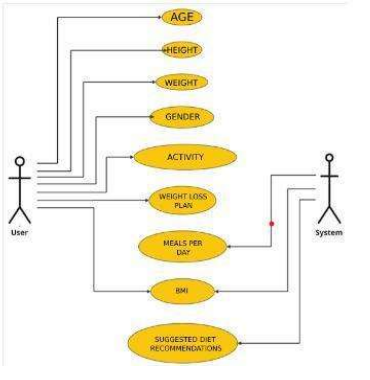 AGE
HEIGHT
WEIGHT
GENDER
ACTIVITY
WEIGHT LOSS
PLAN
User
System
MEALS PER
DAY
BMI
SUGGESTED DIET
RECOMMENDATIONS